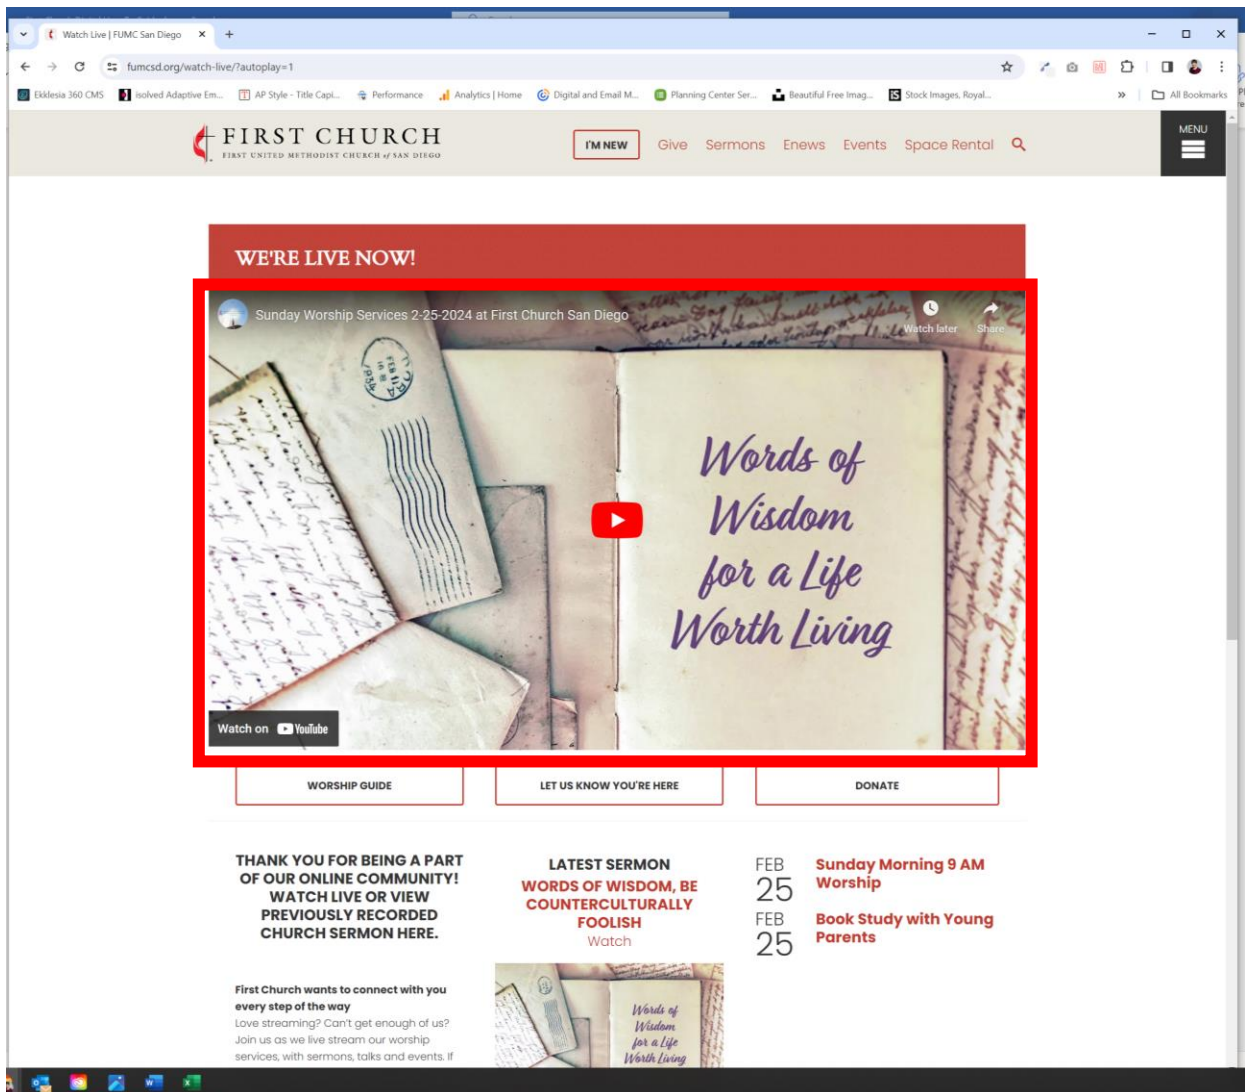 Watch Live | FUMC San Diego
fumcsd.org/watch-live/?autoplay=1
Ekklesia 360 CMS
isolved Adaptive Em...
AP Style - Title Capi...
Performance
Analytics | Home
Digital and Email M...
Planning Center Ser...
Beautiful Free Imag...
Stock Images, Royal...
»
All Bookmarks
FIRST CHURCH
FIRST UNITED METHODIST CHURCH of SAN DIEGO
I'M NEW
Give
Sermons
Enews
Events
Space Rental
MENU
WE'RE LIVE NOW!
Sunday Worship Services 2-25-2024 at First Church San Diego
Watch later
Share
Words of
Wisdom
for a Life
Worth Living
Watch on YouTube
WORSHIP GUIDE
LET US KNOW YOU'RE HERE
DONATE
THANK YOU FOR BEING A PART
OF OUR ONLINE COMMUNITY!
WATCH LIVE OR VIEW
PREVIOUSLY RECORDED
CHURCH SERMON HERE.
First Church wants to connect with you
every step of the way
Love streaming? Can't get enough of us?
Join us as we live stream our worship
services, with sermons, talks and events. If
LATEST SERMON
WORDS OF WISDOM, BE
COUNTERCULTURALLY
FOOLISH
Watch
Words of
Wisdom
for a Life
Worth Living
FEB
25
Sunday Morning 9 AM
Worship
FEB
25
Book Study with Young
Parents